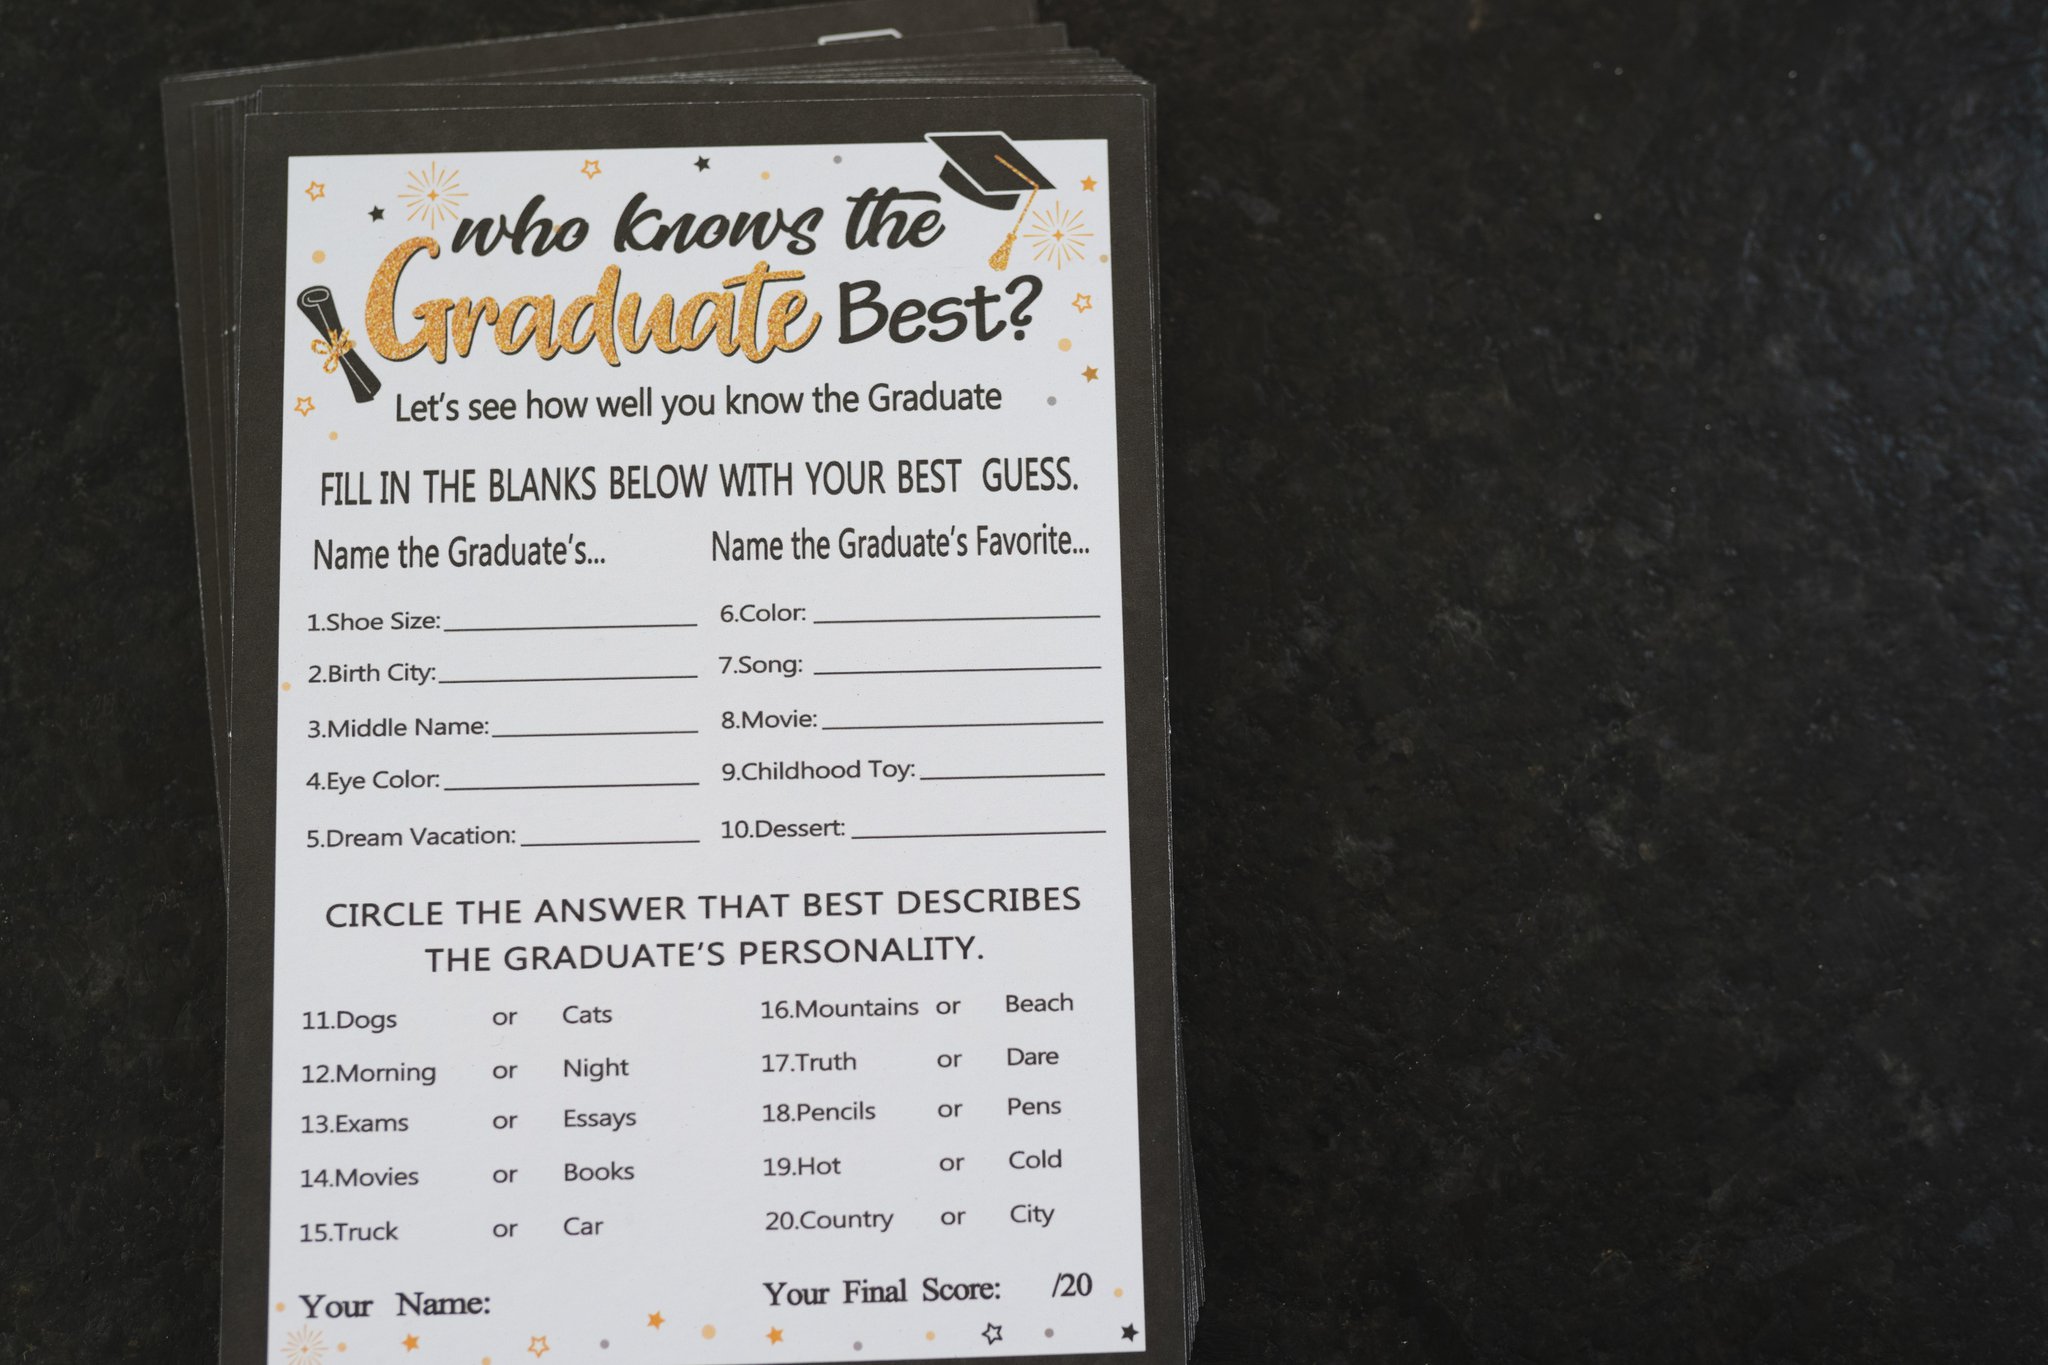 who knows the
Graduate Best?
Let's see how well you know the Graduate
FILL IN THE BLANKS BELOW WITH YOUR BEST GUESS.
Name the Graduate's...
1.Shoe Size:
2.Birth City:
3.Middle Name:
4.Eye Color:
5.Dream Vacation:
Name the Graduate's Favorite...
6.Color:
7.Song:
8.Movie:
9.Childhood Toy:
10.Dessert:
CIRCLE THE ANSWER THAT BEST DESCRIBES
THE GRADUATE'S PERSONALITY.
11.Dogs or Cats
12.Morning or Night
13.Exams or Essays
14.Movies or Books
15.Truck or Car
16.Mountains or Beach
17.Truth or Dare
18.Pencils or Pens
19.Hot or Cold
20.Country or City
Your Name:
Your Final Score: /20